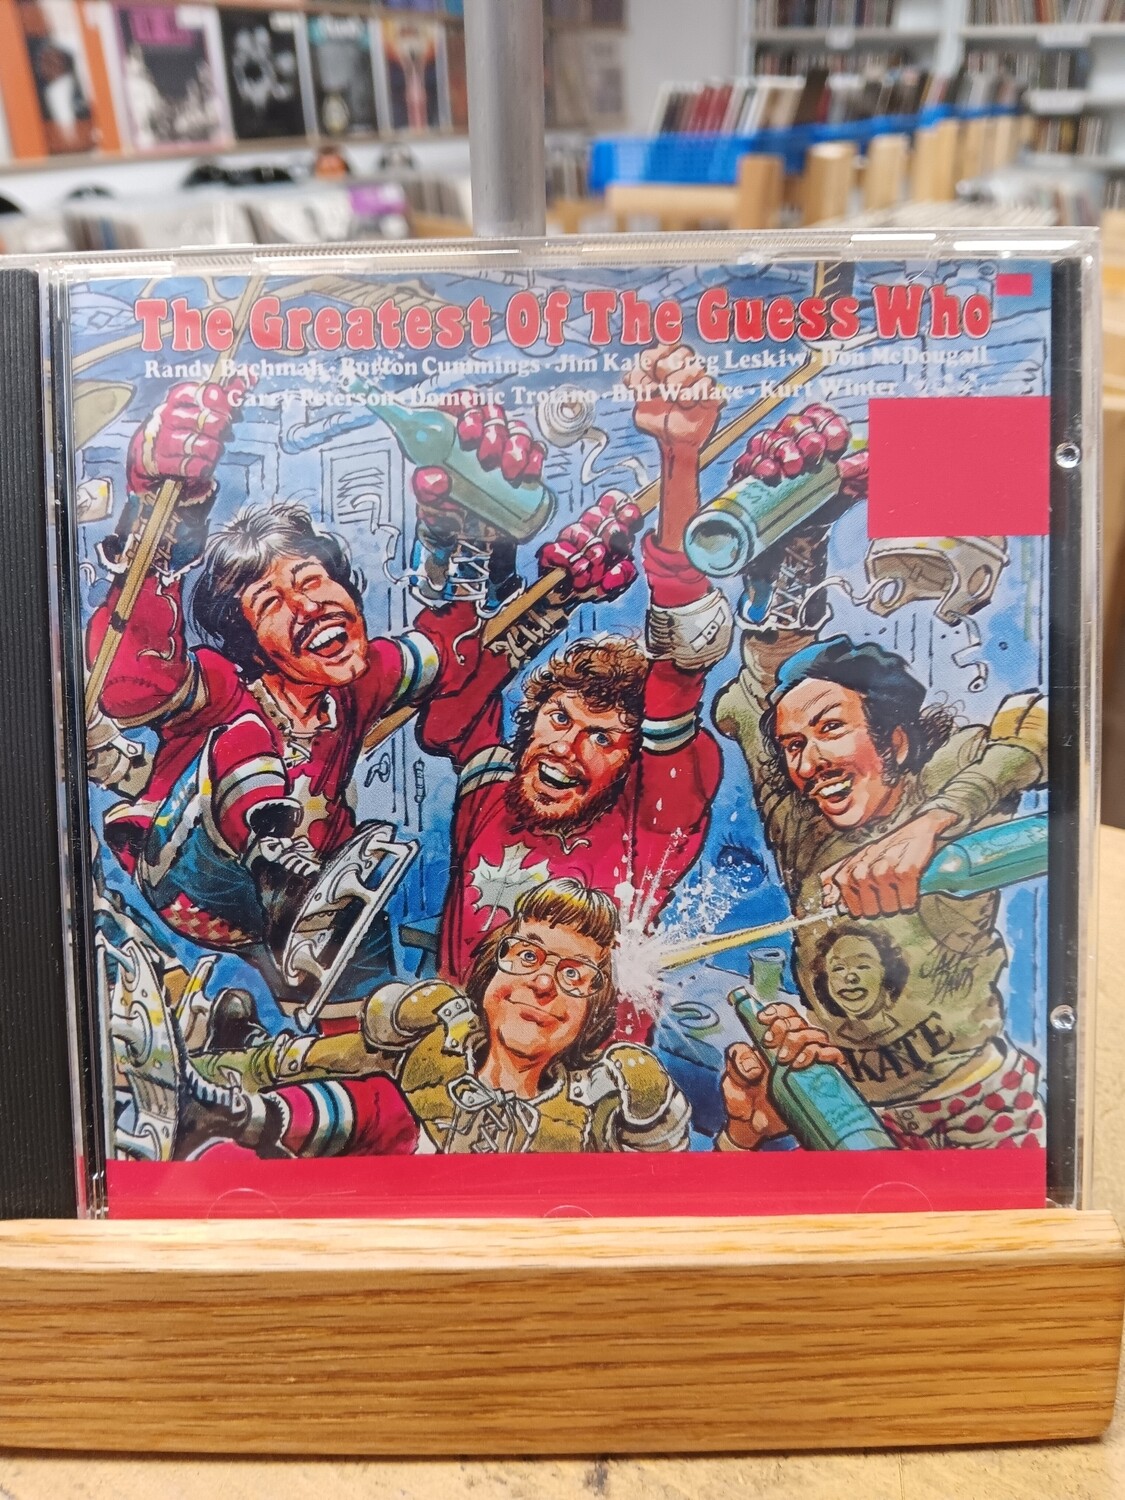 The Greatest Of The Guess Who
Randy Bachman · Burton Cummings · Jim Kale · Greg Leskiw · Don McDougall
Garry Peterson · Domenic Troiano · Bill Wallace · Kurt Winter
KATE